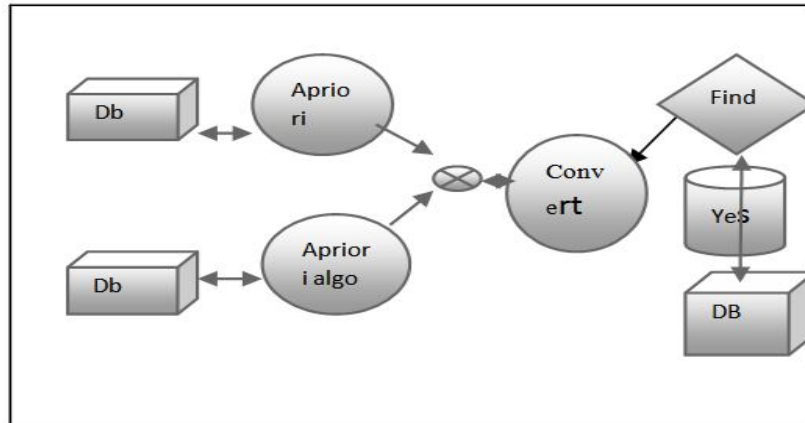 Db
Aprio
ri
Find
Conv
ert
YeS
Db
Aprior
i algo
DB